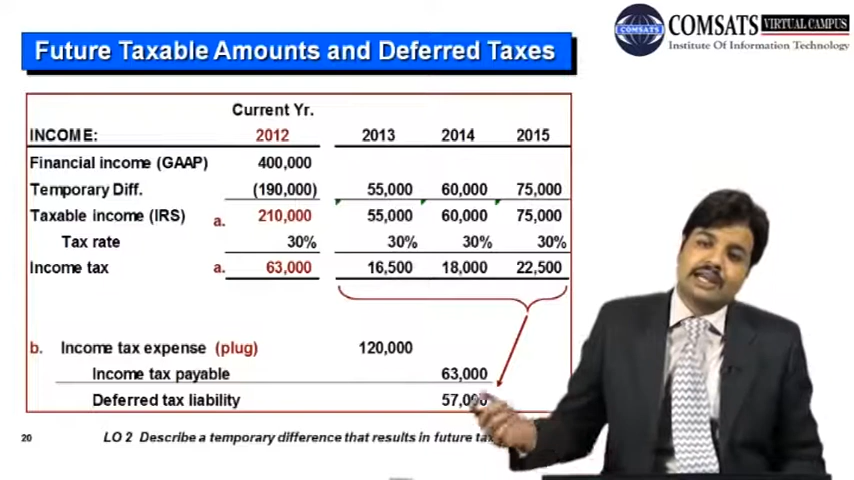 COMSATS
COMSATS VIRTUAL CAMPUS
Institute Of Information Technology
Future Taxable Amounts and Deferred Taxes
Current Yr.
INCOME: 2012 2013 2014 2015
Financial income (GAAP) 400,000
Temporary Diff. (190,000) 55,000 60,000 75,000
Taxable income (IRS) a. 210,000 55,000 60,000 75,000
Tax rate 30% 30% 30% 30%
Income tax a. 63,000 16,500 18,000 22,500
b. Income tax expense (plug) 120,000
Income tax payable 63,000
Deferred tax liability 57,000
20 LO 2 Describe a temporary difference that results in future